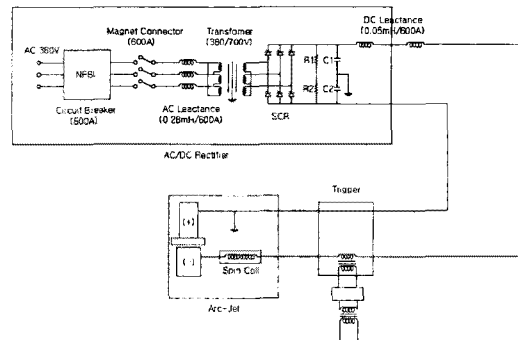 DC Leactance
(0.05mH/600A)
Magnet Connector
(600A)
Transfomer
(380/700V)
AC 380V
NFBI
R1
C1
R2
C2
Circuit Breaker
(600A)
AC Leactance
(0.28mH/600A)
SCR
AC/DC Rectifier
Trigger
(+)
(-)
Spin Coil
Arc-Jet